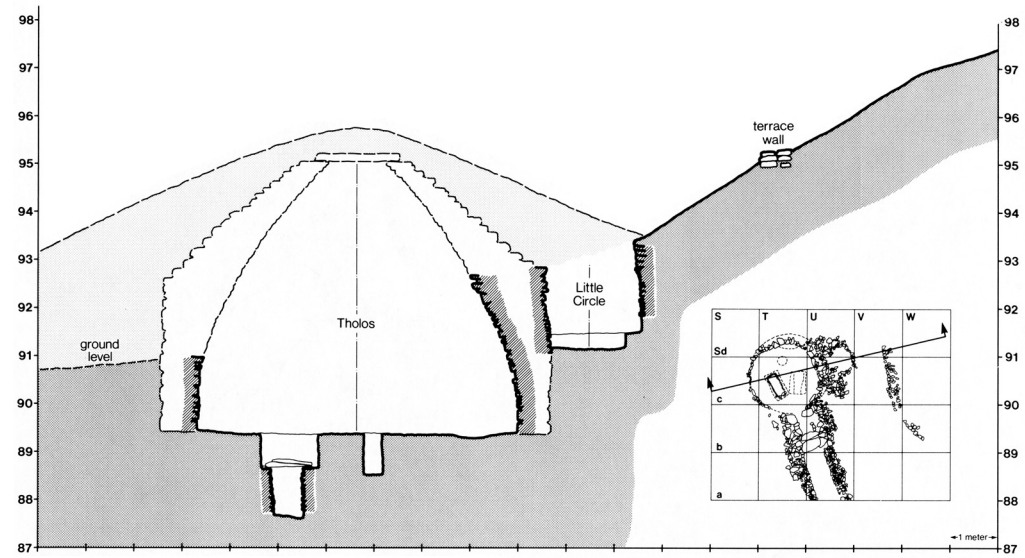 98
97
96
95
94
93
92
91
90
89
88
87
98
97
96
95
94
93
92
91
90
89
88
87
terrace
wall
Little
Circle
Tholos
ground
level
S T U V W
Sd
c
b
a
1 meter